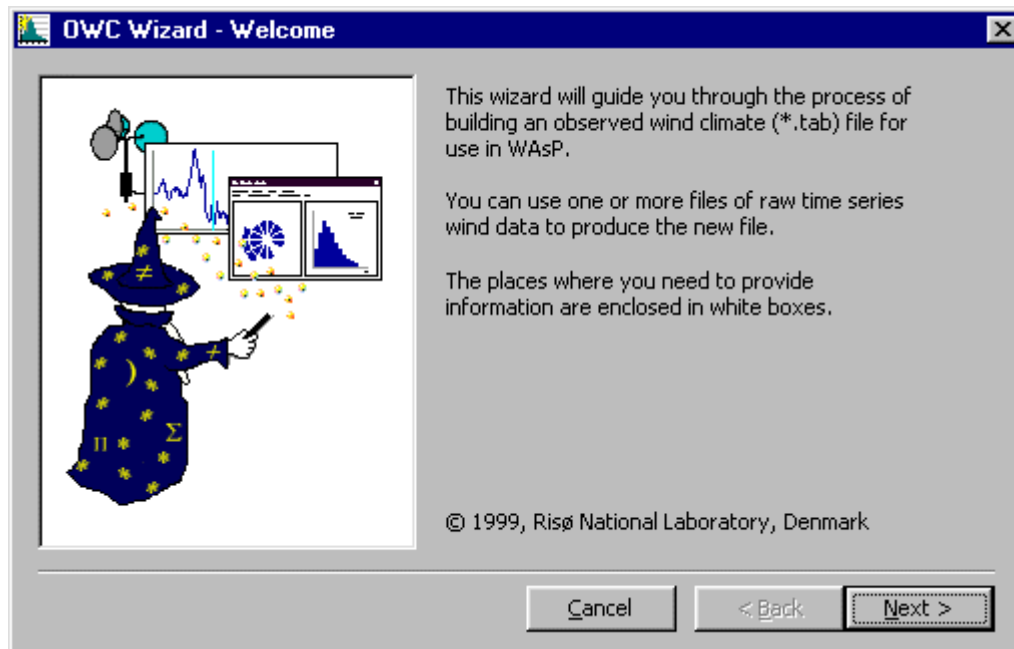 OWC Wizard - Welcome
This wizard will guide you through the process of
building an observed wind climate (*.tab) file for
use in WAsP.
You can use one or more files of raw time series
wind data to produce the new file.
The places where you need to provide
information are enclosed in white boxes.
≠
≠
Π
Σ
© 1999, Risø National Laboratory, Denmark
Cancel
< Back
Next >